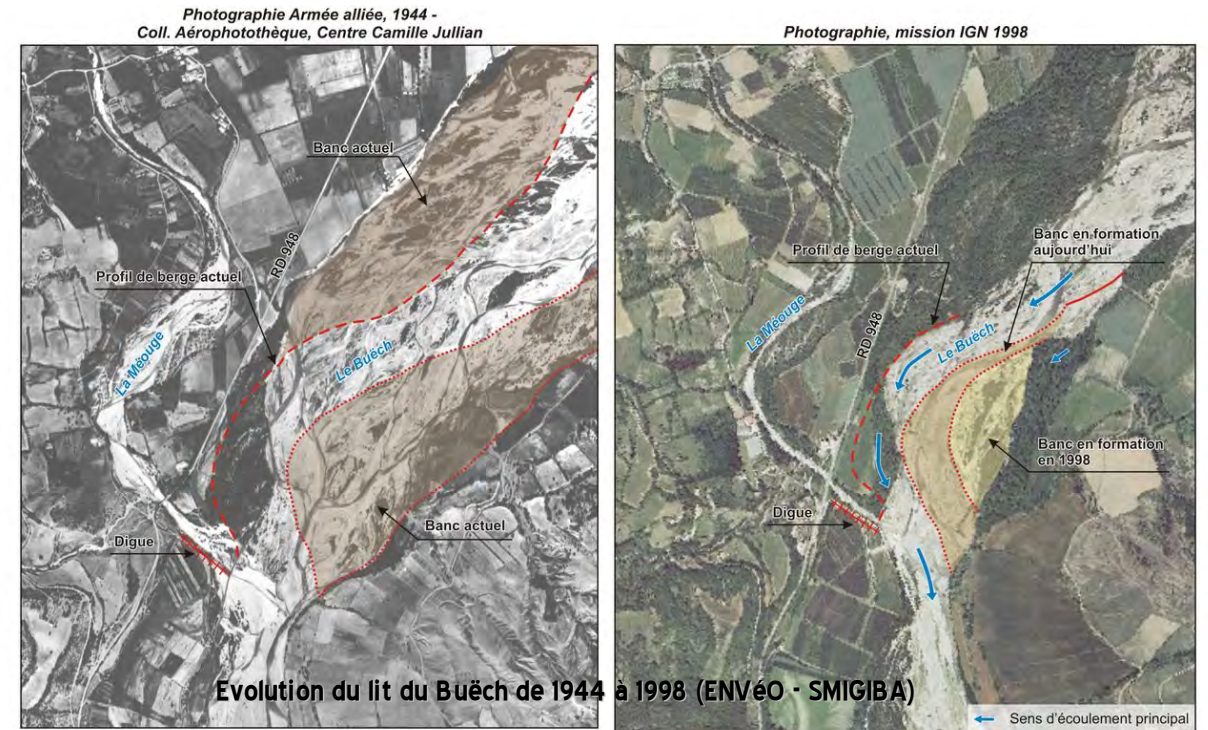 Photographie Armée alliée, 1944 -
Coll. Aérophotothèque, Centre Camille Jullian
Banc actuel
RD 948
Profil de berge actuel
La Méouge
Le Buëch
Banc actuel
Digue
Photographie, mission IGN 1998
Banc en formation
aujourd'hui
Profil de berge actuel
La Méouge
RD 948
Le Buëch
Banc en formation
en 1998
Digue
Evolution du lit du Buëch de 1944 à 1998 (ENVéO - SMIGIBA)
Sens d'écoulement principal